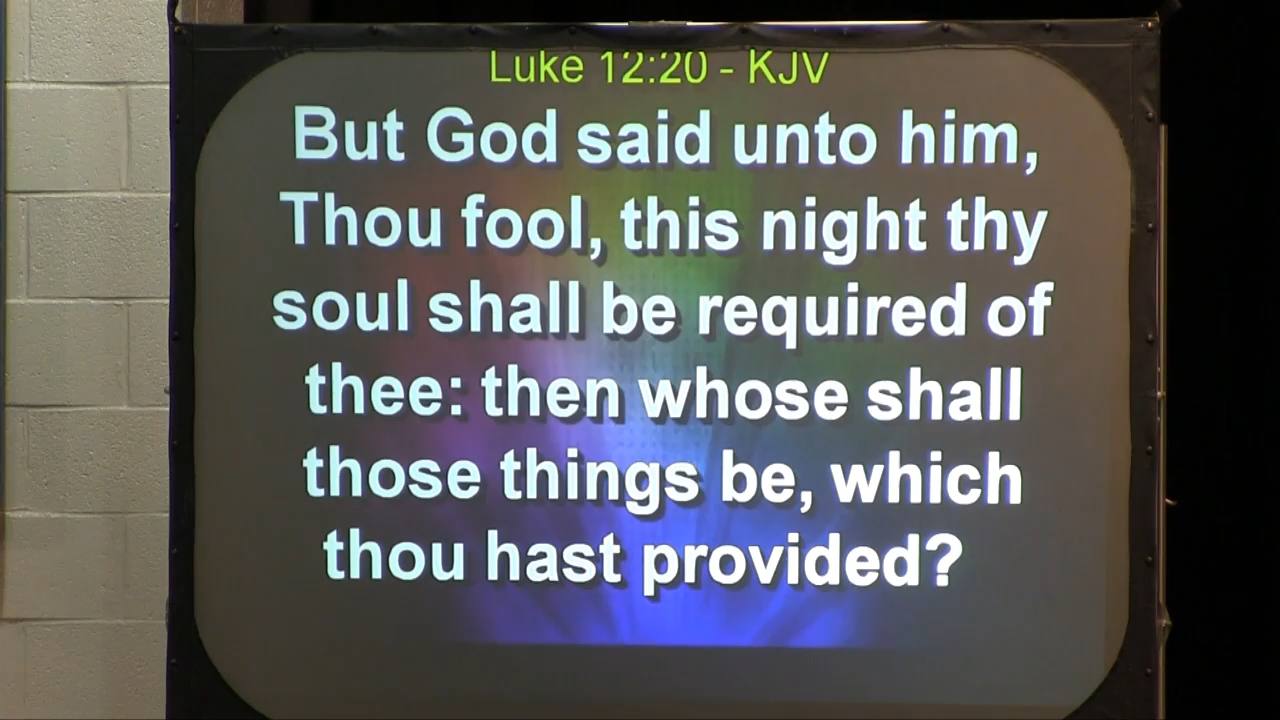 Luke 12:20 - KJV
But God said unto him,
Thou fool, this night thy
soul shall be required of
thee: then whose shall
those things be, which
thou hast provided?